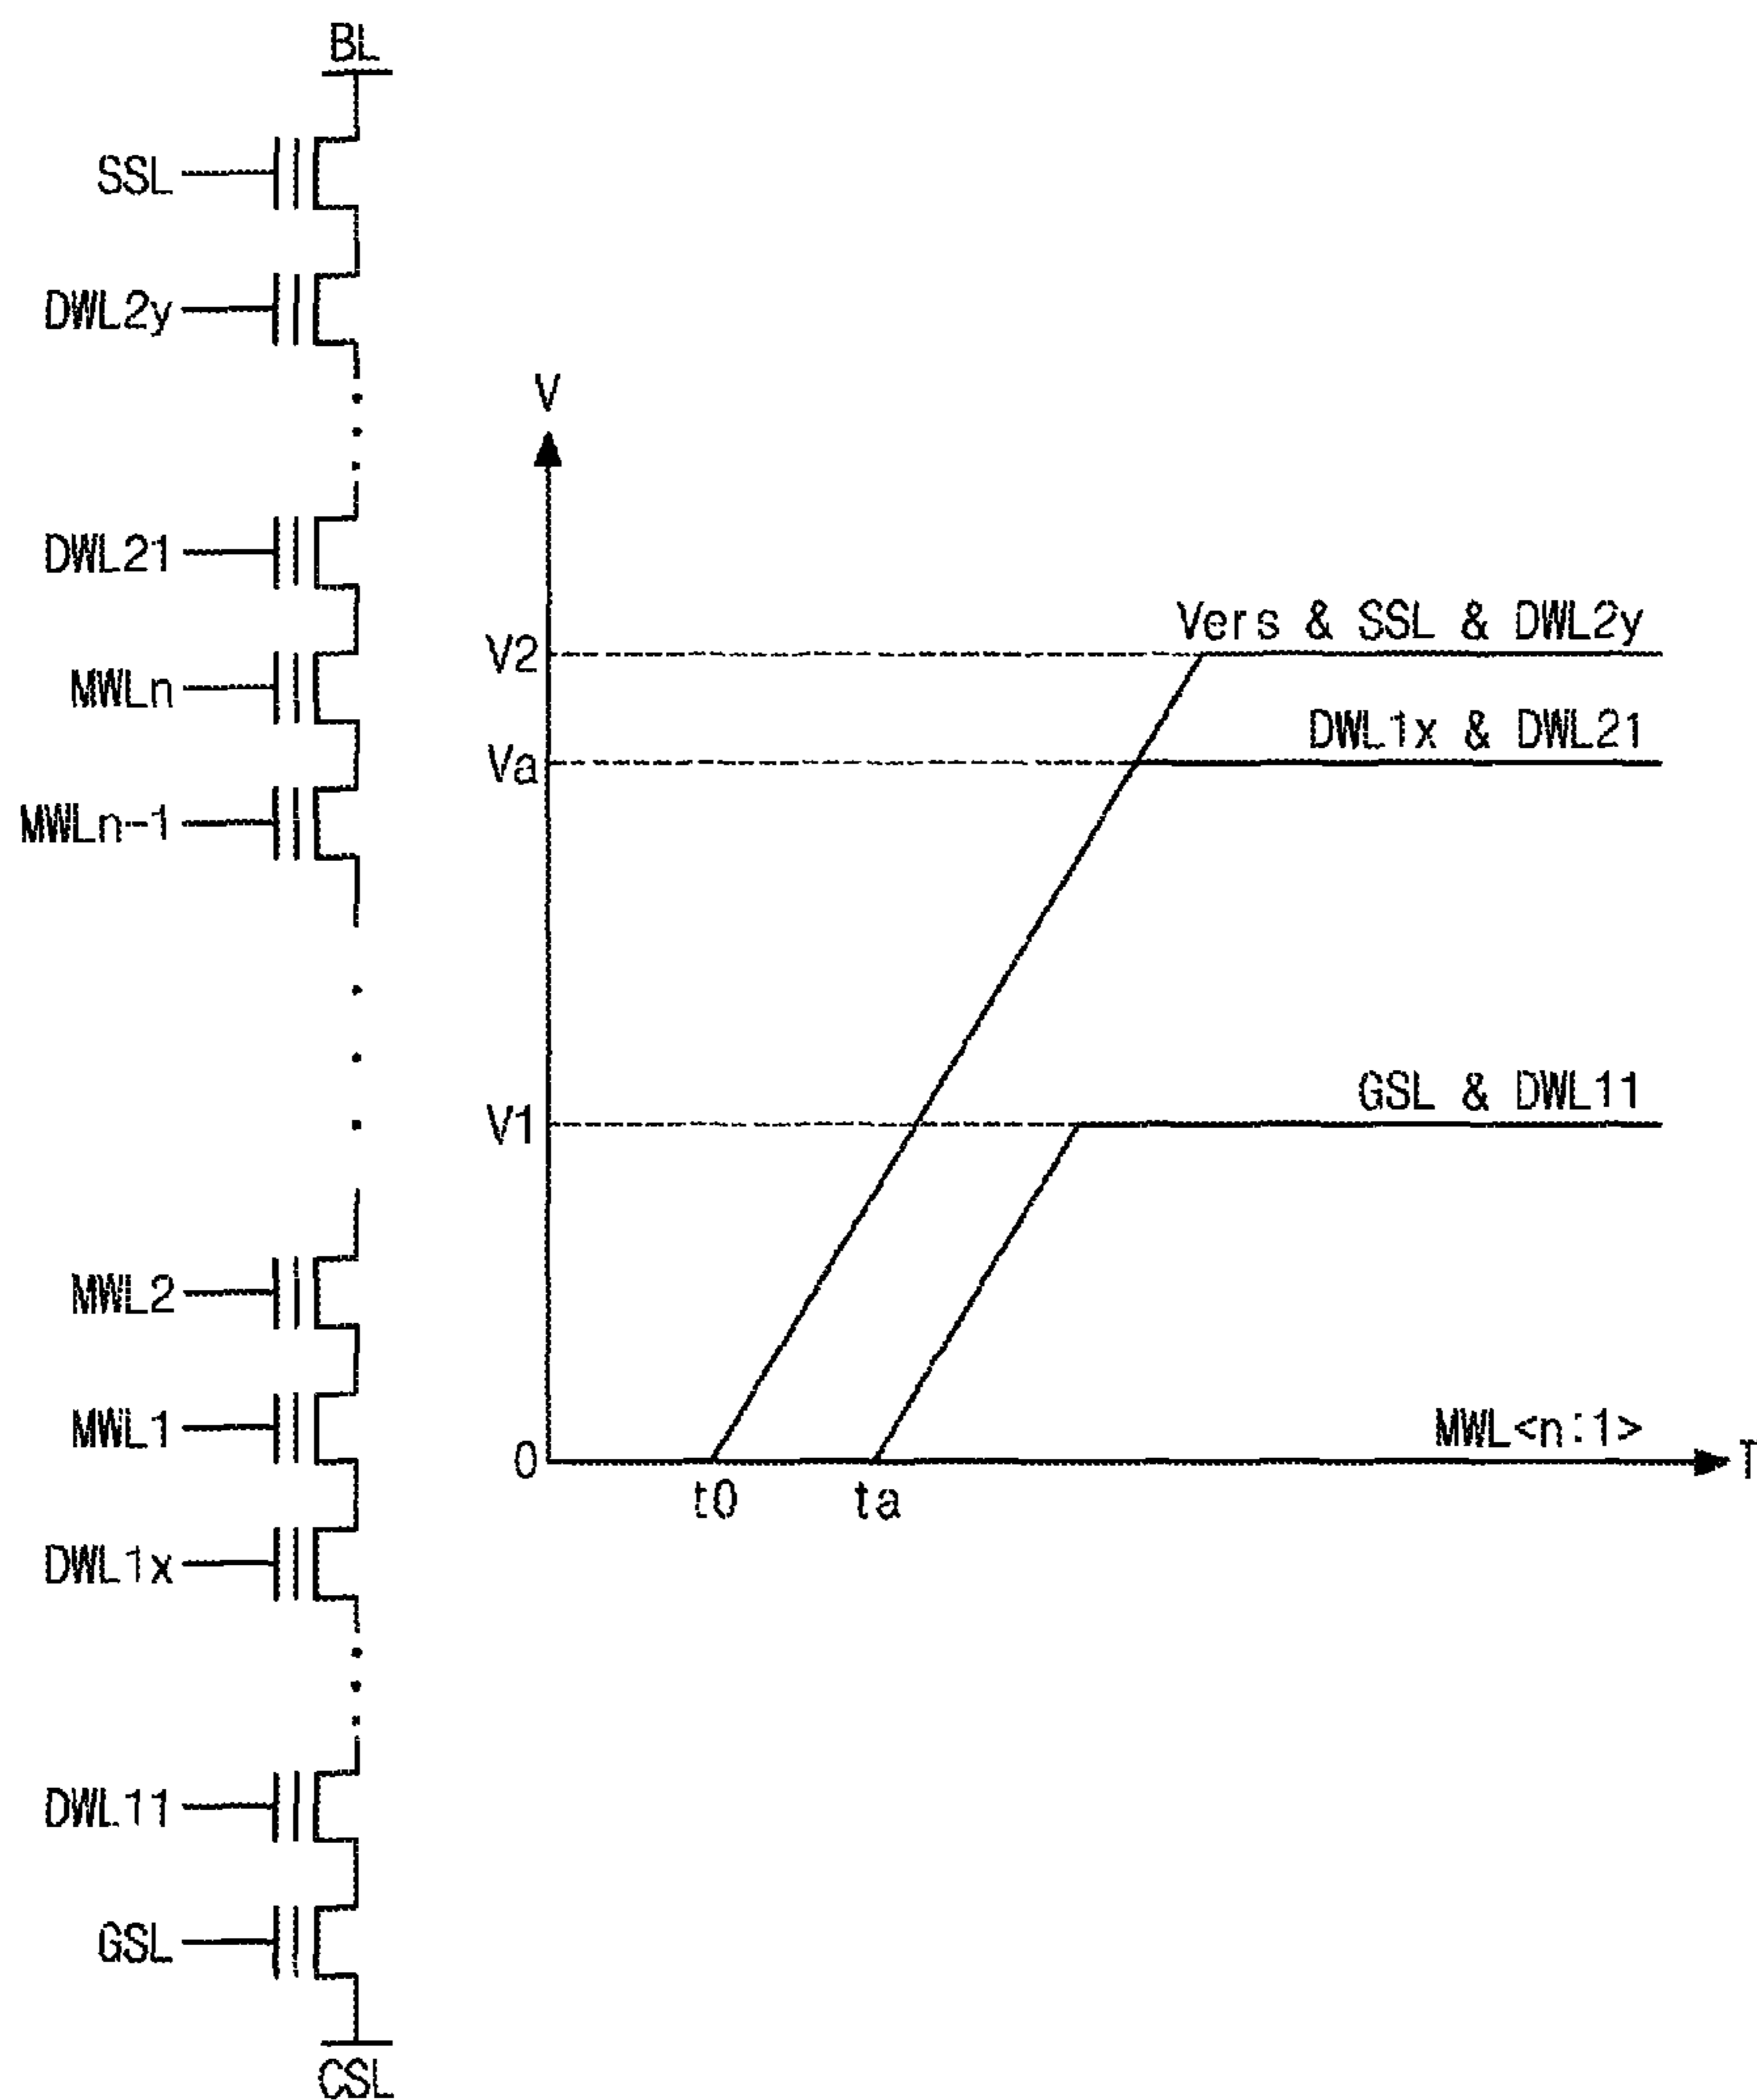 BL
SSL
DWL2y
DWL21
MWLn
MWLn-1
MWL2
MWL1
DWL1x
DWL11
GSL
CSL
V
V2
Va
V1
0
Vers & SSL & DWL2y
DWL1x & DWL21
GSL & DWL11
MWL<n:1>
T
t0
ta